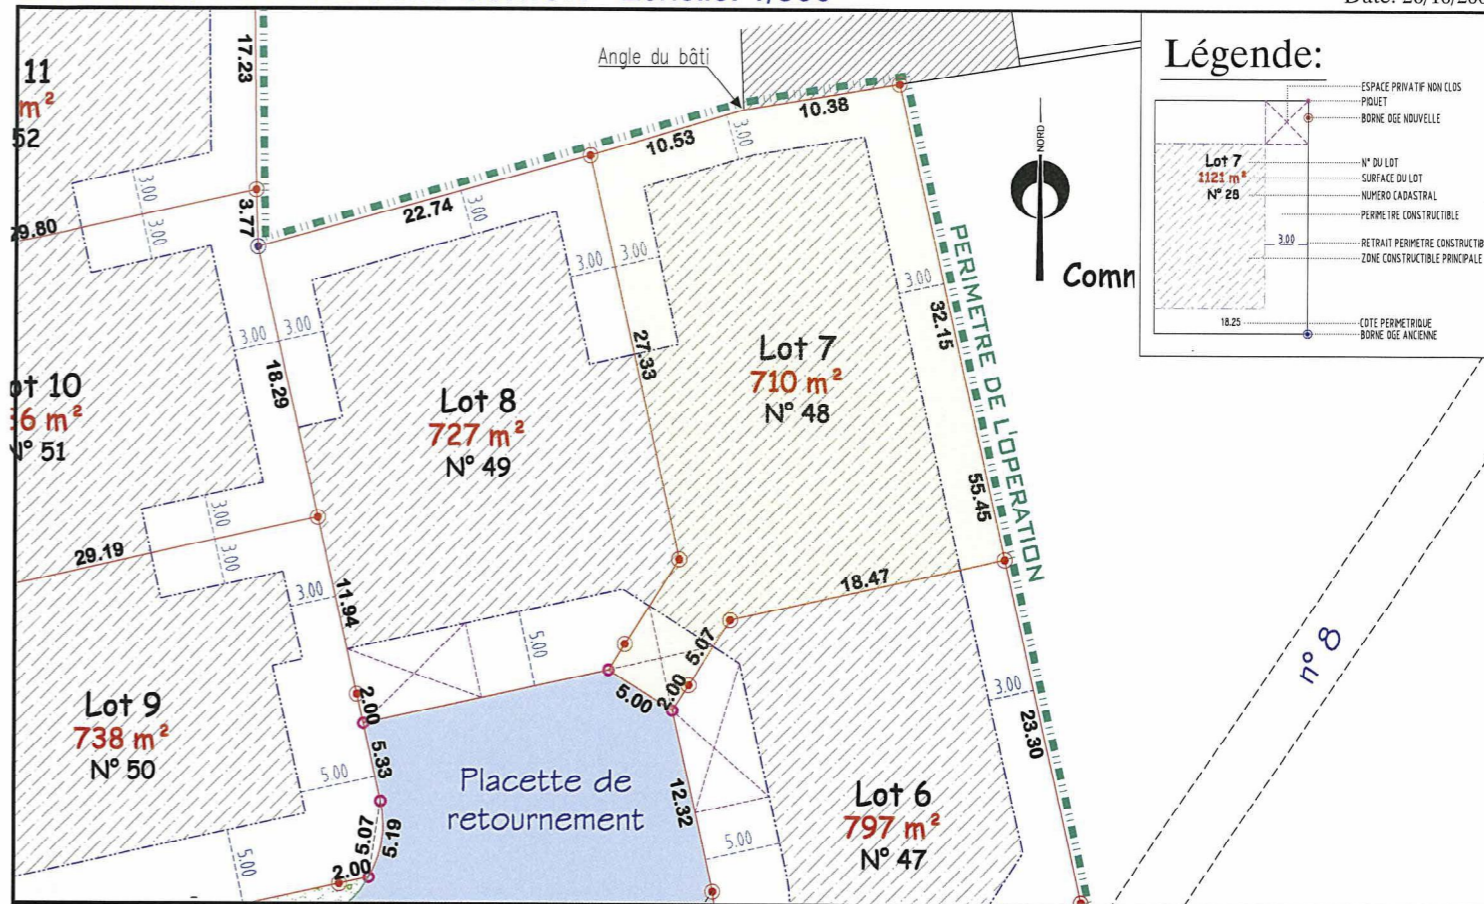 Angle du bâti
17.23
11
m²
52
29.80
3.77
3.00
3.00
22.74
3.00
10.53
3.00
10.38
NORD
Comm
Légende:
ESPACE PRIVATIF NON CLOS
PIQUET
BORNE OGE NOUVELLE
Lot 7
1121 m²
N° 28
N° DU LOT
SURFACE DU LOT
NUMERO CADASTRAL
PERIMETRE CONSTRUCTIBLE
3.00
RETRAIT PERIMETRE CONSTRUCTIB
ZONE CONSTRUCTIBLE PRINCIPALE
18.25
COTE PERIMETRIQUE
BORNE OGE ANCIENNE
3.00
3.00
3.00
3.00
3.00
32.15
PERIMETRE DE L'OPERATION
18.29
27.33
Lot 7
710 m²
N° 48
ot 10
6 m²
N° 51
Lot 8
727 m²
N° 49
55.45
3.00
3.00
29.19
11.94
3.00
5.00
18.47
5.07
2.00
5.00
3.00
23.30
n° 8
Lot 9
738 m²
N° 50
2.00
5.33
5.00
Placette de
retournement
12.32
5.00
Lot 6
797 m²
N° 47
5.07
5.19
2.00
5.00